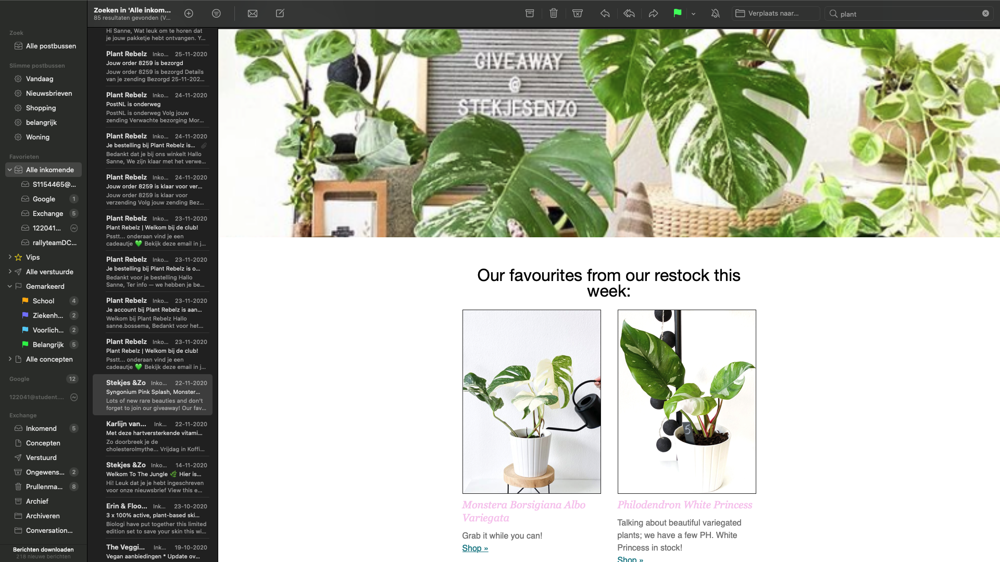 Zoek
Alle postbussen
Slimme postbussen
Vandaag
Nieuwsbrieven
Shopping
belangrijk
Woning
Favorieten
Alle inkomende
S1154465@...
Google 1
Exchange 5
122041...
rallyteamDC...
Vips
Alle verstuurde
Gemarkeerd
School 4
Ziekenh... 2
Voorlich... 2
Belangrijk 5
Alle concepten
Google 12
122041@student....
Exchange
Inkomend 5
Concepten
Verstuurd
Ongewens... 2
Prullenma... 8
Archief
Archiveren
Conversation...
Berichten downloaden
218 nieuwe berichten
Zoeken in 'Alle inkom...
85 resultaten gevonden (V...
Verplaats naar...
plant
Hi Sanne, Wat leuk om te horen dat
je jouw pakketje hebt ontvangen. Y...
Plant Rebelz Inko... 25-11-2020
Jouw order 8259 is bezorgd
Jouw order 8259 is bezorgd Details
van je zending Bezorgd 25-11-202...
Plant Rebelz Inko... 24-11-2020
PostNL is onderweg
PostNL is onderweg Volg jouw
zending Verwachte bezorging Mor...
Plant Rebelz Inko... 24-11-2020
Je bestelling bij Plant Rebelz is...
Bedankt dat je bij ons winkelt Hallo
Sanne, We zijn klaar met het verwe...
Plant Rebelz Inko... 24-11-2020
Jouw order 8259 is klaar voor ver...
Jouw order 8259 is klaar voor
verzending Volg jouw zending Bez...
Plant Rebelz Inko... 23-11-2020
Plant Rebelz | Welkom bij de club!
Psstt... onderaan vind je een
cadeautje 💚 Bekijk deze email in j...
Plant Rebelz Inko... 23-11-2020
Je bestelling bij Plant Rebelz is o...
Bedankt voor je bestelling Hallo
Sanne, Ter info — we hebben je be...
Plant Rebelz Inko... 23-11-2020
Je account bij Plant Rebelz is aan...
Welkom bij Plant Rebelz Hallo
sanne.bossema, Bedankt voor het...
Plant Rebelz Inko... 23-11-2020
Plant Rebelz | Welkom bij de club!
Psstt... onderaan vind je een
cadeautje 💚 Bekijk deze email in j...
Stekjes &Zo Inko... 22-11-2020
Syngonium Pink Splash, Monster...
Lots of new rare beauties and don't
forget to join our giveaway! Our fav...
Karlijn van... Ink... 22-11-2020
Met deze hartversterkende vitami...
Zo doorbreek je de
cholesterolmythe... Vrijdag in Koffi...
Stekjes &Zo Inko... 14-11-2020
Welkom To The Jungle 🌿 Hier is...
Hi! Leuk dat je je hebt ingeschreven
voor onze nieuwsbrief View this e...
Erin & Floo... Ink... 23-10-2020
3 x 100% active, plant-based ski...
Biologi have put together this limited
edition set to save your skin this wi...
The Veggi... Ink... 19-10-2020
Vegan aanbiedingen * Update ov...
GIVEAWAY
@
STEKJESENZO
Our favourites from our restock this
week:
5
Monstera Borsigiana Albo
Variegata
Grab it while you can!
Shop »
Philodendron White Princess
Talking about beautiful variegated
plants; we have a few PH. White
Princess in stock!
Shop »